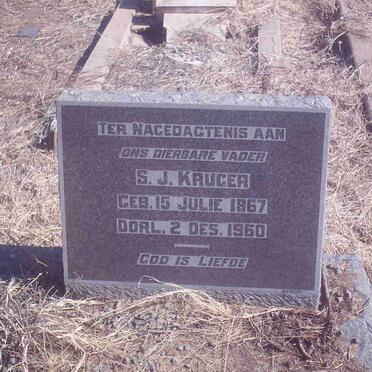 TER NAGEDAGTENIS AAN
ONS DIERBARE VADER
S. J. KRUGER
GEB. 15 JULIE 1867
OORL. 2 DES. 1960
GOD IS LIEFDE